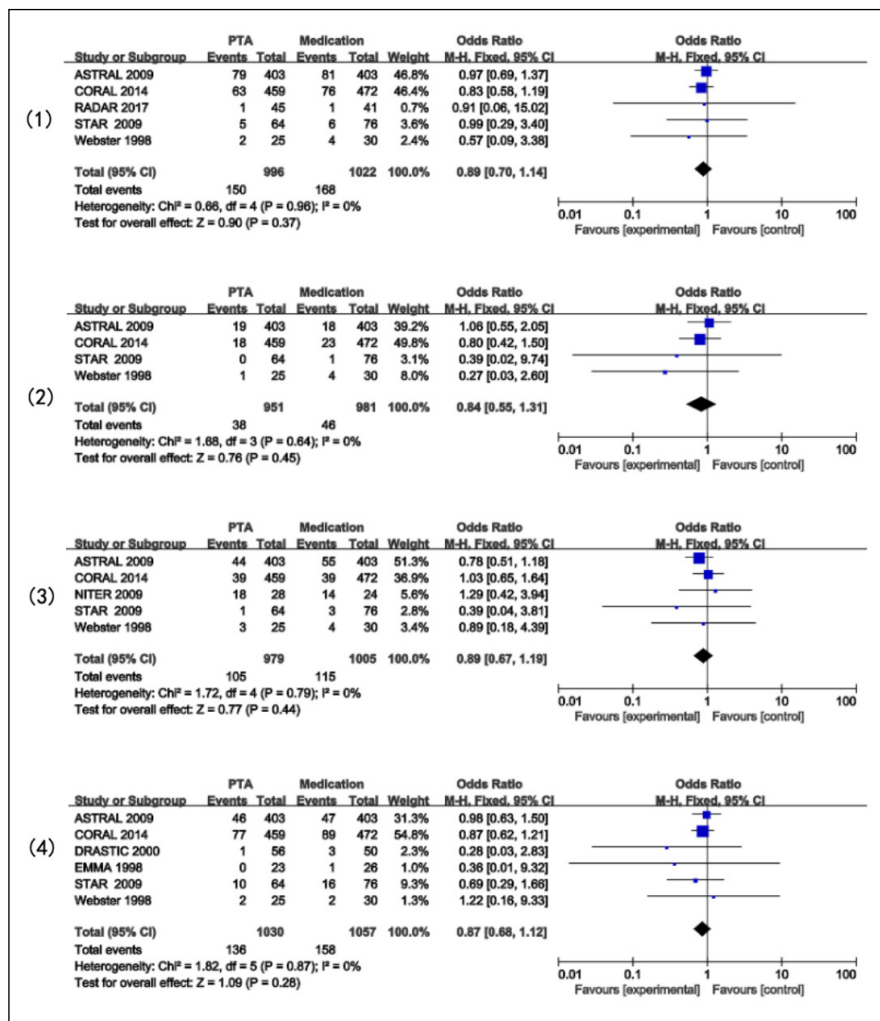 (1)
PTA Medication Odds Ratio Odds Ratio
Study or Subgroup Events Total Events Total Weight M-H, Fixed, 95% CI M-H, Fixed, 95% CI
ASTRAL 2009 79 403 81 403 46.8% 0.97 [0.69, 1.37]
CORAL 2014 63 459 76 472 46.4% 0.83 [0.58, 1.19]
RADAR 2017 1 45 1 41 0.7% 0.91 [0.06, 15.02]
STAR 2009 5 64 6 76 3.6% 0.99 [0.29, 3.40]
Webster 1998 2 25 4 30 2.4% 0.57 [0.09, 3.38]
Total (95% CI) 996 1022 100.0% 0.89 [0.70, 1.14]
Total events 150 168
Heterogeneity: Chi² = 0.66, df = 4 (P = 0.96); I² = 0%
Test for overall effect: Z = 0.90 (P = 0.37)
0.01 0.1 1 10 100
Favours [experimental] Favours [control]
(2)
PTA Medication Odds Ratio Odds Ratio
Study or Subgroup Events Total Events Total Weight M-H, Fixed, 95% CI M-H, Fixed, 95% CI
ASTRAL 2009 19 403 18 403 39.2% 1.06 [0.55, 2.05]
CORAL 2014 18 459 23 472 49.8% 0.80 [0.42, 1.50]
STAR 2009 0 64 1 76 3.1% 0.39 [0.02, 9.74]
Webster 1998 1 25 4 30 8.0% 0.27 [0.03, 2.60]
Total (95% CI) 951 981 100.0% 0.84 [0.55, 1.31]
Total events 38 46
Heterogeneity: Chi² = 1.68, df = 3 (P = 0.64); I² = 0%
Test for overall effect: Z = 0.76 (P = 0.45)
0.01 0.1 1 10 100
Favours [experimental] Favours [control]
(3)
PTA Medication Odds Ratio Odds Ratio
Study or Subgroup Events Total Events Total Weight M-H, Fixed, 95% CI M-H, Fixed, 95% CI
ASTRAL 2009 44 403 55 403 51.3% 0.78 [0.51, 1.18]
CORAL 2014 39 459 39 472 36.9% 1.03 [0.65, 1.64]
NITER 2009 18 28 14 24 5.6% 1.29 [0.42, 3.94]
STAR 2009 1 64 3 76 2.8% 0.39 [0.04, 3.81]
Webster 1998 3 25 4 30 3.4% 0.89 [0.18, 4.39]
Total (95% CI) 979 1005 100.0% 0.89 [0.67, 1.19]
Total events 105 115
Heterogeneity: Chi² = 1.72, df = 4 (P = 0.79); I² = 0%
Test for overall effect: Z = 0.77 (P = 0.44)
0.01 0.1 1 10 100
Favours [experimental] Favours [control]
(4)
PTA Medication Odds Ratio Odds Ratio
Study or Subgroup Events Total Events Total Weight M-H, Fixed, 95% CI M-H, Fixed, 95% CI
ASTRAL 2009 46 403 47 403 31.3% 0.98 [0.63, 1.50]
CORAL 2014 77 459 89 472 54.8% 0.87 [0.62, 1.21]
DRASTIC 2000 1 56 3 50 2.3% 0.28 [0.03, 2.83]
EMMA 1998 0 23 1 26 1.0% 0.36 [0.01, 9.32]
STAR 2009 10 64 16 76 9.3% 0.69 [0.29, 1.66]
Webster 1998 2 25 2 30 1.3% 1.22 [0.16, 9.33]
Total (95% CI) 1030 1057 100.0% 0.87 [0.68, 1.12]
Total events 136 158
Heterogeneity: Chi² = 1.82, df = 5 (P = 0.87); I² = 0%
Test for overall effect: Z = 1.09 (P = 0.28)
0.01 0.1 1 10 100
Favours [experimental] Favours [control]